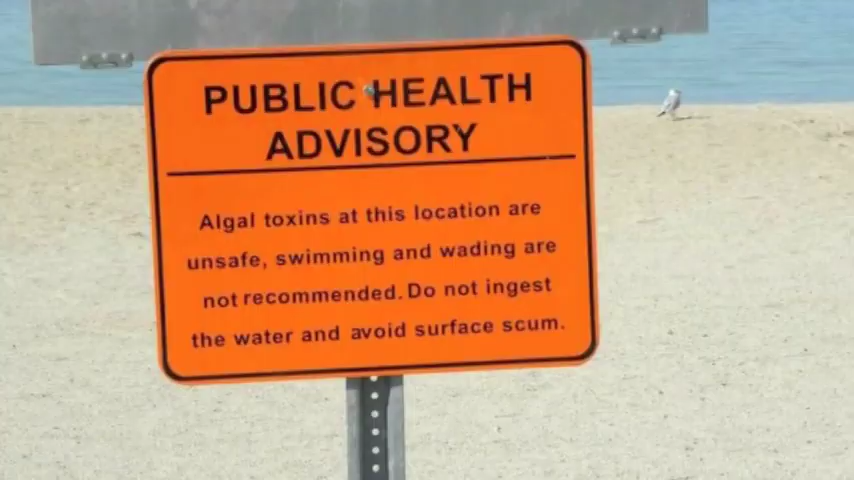 PUBLIC HEALTH
ADVISORY
Algal toxins at this location are
unsafe, swimming and wading are
not recommended. Do not ingest
the water and avoid surface scum.